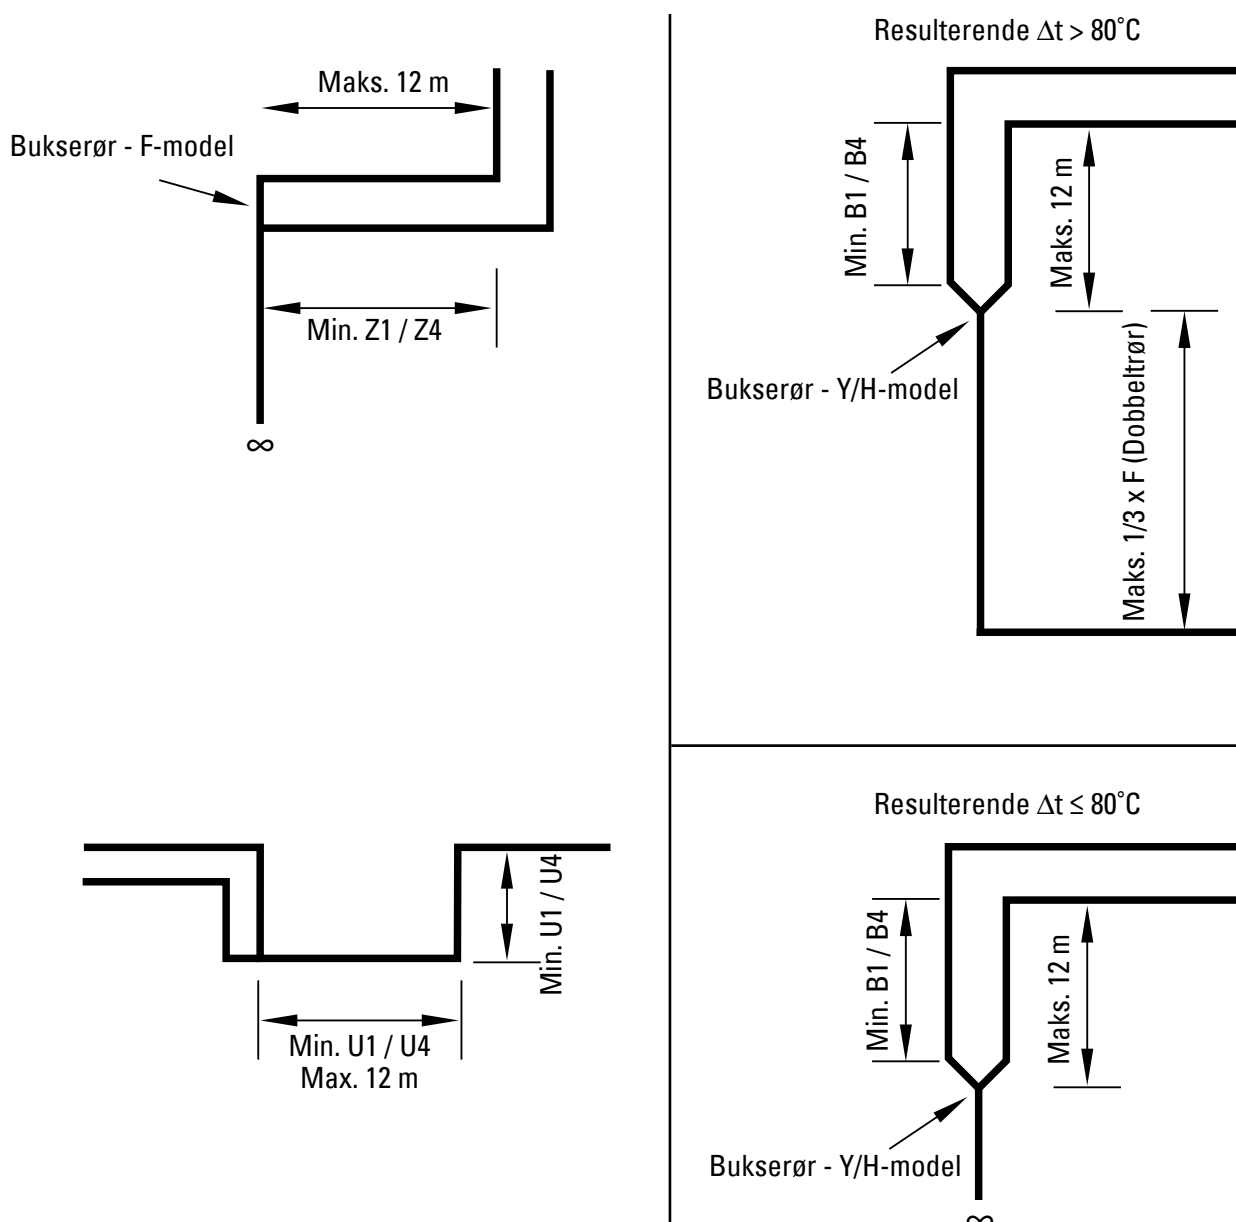 Maks. 12 m
Bukserør - F-model
Min. Z1 / Z4
∞
Min. U1 / U4
Min. U1 / U4
Max. 12 m
Resulterende Δt > 80˚C
Min. B1 / B4
Maks. 12 m
Bukserør - Y/H-model
Maks. 1/3 x F (Dobbeltrør)
Resulterende Δt ≤ 80˚C
Min. B1 / B4
Maks. 12 m
Bukserør - Y/H-model
∞